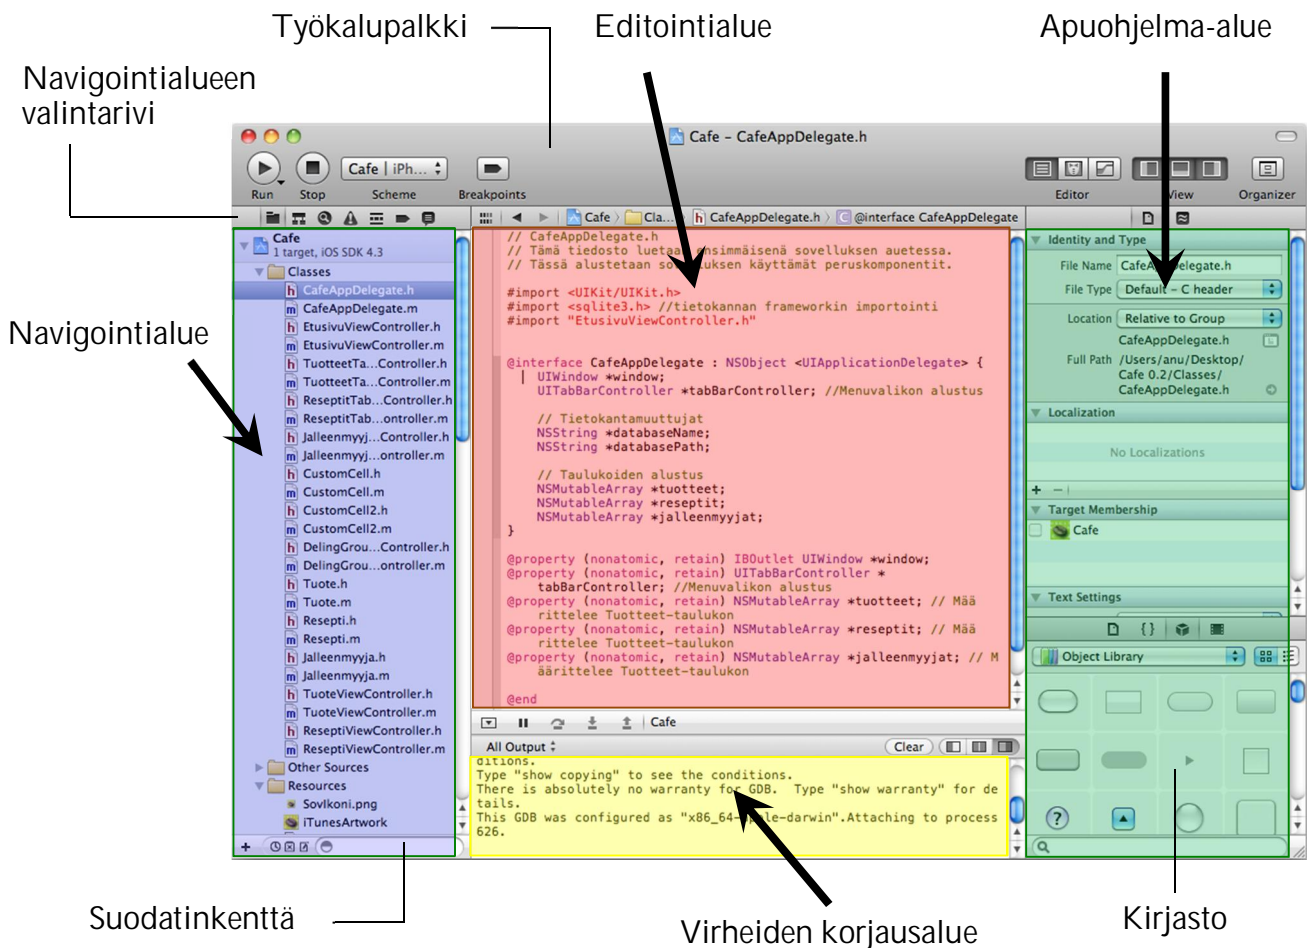 Työkalupalkki
Editointialue
Apuohjelma-alue
Navigointialueen
valintarivi
Cafe – CafeAppDelegate.h
Cafe | iPh...
Run
Stop
Scheme
Breakpoints
Editor
View
Organizer
Cafe
Cla...
CafeAppDelegate.h
@interface CafeAppDelegate
Navigointialue
Cafe
1 target, iOS SDK 4.3
Classes
CafeAppDelegate.h
CafeAppDelegate.m
EtusivuViewController.h
EtusivuViewController.m
TuotteetTa...Controller.h
TuotteetTa...Controller.m
ReseptitTab...Controller.h
ReseptitTab...ontroller.m
Jalleenmyyj...Controller.h
Jalleenmyyj...ontroller.m
CustomCell.h
CustomCell.m
CustomCell2.h
CustomCell2.m
DelingGrou...Controller.h
DelingGrou...ontroller.m
Tuote.h
Tuote.m
Resepti.h
Resepti.m
Jalleenmyyja.h
Jalleenmyyja.m
TuoteViewController.h
TuoteViewController.m
ReseptiViewController.h
ReseptiViewController.m
Other Sources
Resources
Sovlkoni.png
iTunesArtwork
// CafeAppDelegate.h
// Tämä tiedosto luetaan ensimmäisenä sovelluksen auetessa.
// Tässä alustetaan sovelluksen käyttämät peruskomponentit.
#import <UIKit/UIKit.h>
#import <sqlite3.h> //tietokannan frameworkin importointi
#import "EtusivuViewController.h"
@interface CafeAppDelegate : NSObject <UIApplicationDelegate> {
UIWindow *window;
UITabBarController *tabBarController; //Menuvalikon alustus
// Tietokantamuuttujat
NSString *databaseName;
NSString *databasePath;
// Taulukoiden alustus
NSMutableArray *tuotteet;
NSMutableArray *reseptit;
NSMutableArray *jalleenmyyjat;
}
@property (nonatomic, retain) IBOutlet UIWindow *window;
@property (nonatomic, retain) UITabBarController *
tabBarController; //Menuvalikon alustus
@property (nonatomic, retain) NSMutableArray *tuotteet; // Mää
rittelee Tuotteet-taulukon
@property (nonatomic, retain) NSMutableArray *reseptit; // Mää
rittelee Tuotteet-taulukon
@property (nonatomic, retain) NSMutableArray *jalleenmyyjat; // M
äärittelee Tuotteet-taulukon
@end
Cafe
All Output
Clear
ditions.
Type "show copying" to see the conditions.
There is absolutely no warranty for GDB.  Type "show warranty" for de
tails.
This GDB was configured as "x86_64-apple-darwin".Attaching to process
626.
Identity and Type
File Name CafeAppDelegate.h
File Type Default – C header
Location Relative to Group
CafeAppDelegate.h
Full Path /Users/anu/Desktop/
Cafe 0.2/Classes/
CafeAppDelegate.h
Localization
No Localizations
+ −
Target Membership
Cafe
Text Settings
{ }
Object Library
?
+
Suodatinkenttä
Virheiden korjausalue
Kirjasto